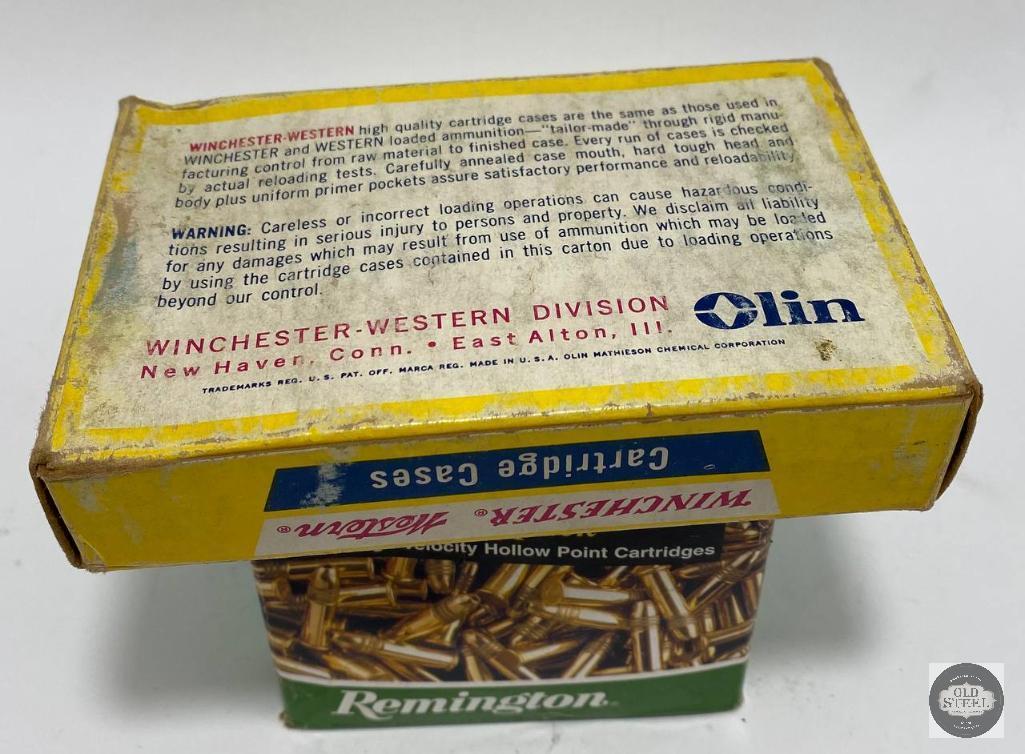 WINCHESTER-WESTERN high quality cartridge cases are the same as those used in
WINCHESTER and WESTERN loaded ammunition—"tailor-made" through rigid manu-
facturing control from raw material to finished case. Every run of cases is checked
by actual reloading tests. Carefully annealed case mouth, hard tough head and
body plus uniform primer pockets assure satisfactory performance and reloadability.
WARNING: Careless or incorrect loading operations can cause hazardous condi-
tions resulting in serious injury to persons and property. We disclaim all liability
for any damages which may result from use of ammunition which may be loaded
by using the cartridge cases contained in this carton due to loading operations
beyond our control.
WINCHESTER-WESTERN DIVISION
New Haven, Conn. • East Alton, Ill.
Olin
TRADEMARKS REG. U. S. PAT. OFF. MARCA REG. MADE IN U. S. A. OLIN MATHIESON CHEMICAL CORPORATION
WINCHESTER® Western®
Cartridge Cases
Velocity Hollow Point Cartridges
Remington
OLD
STEEL